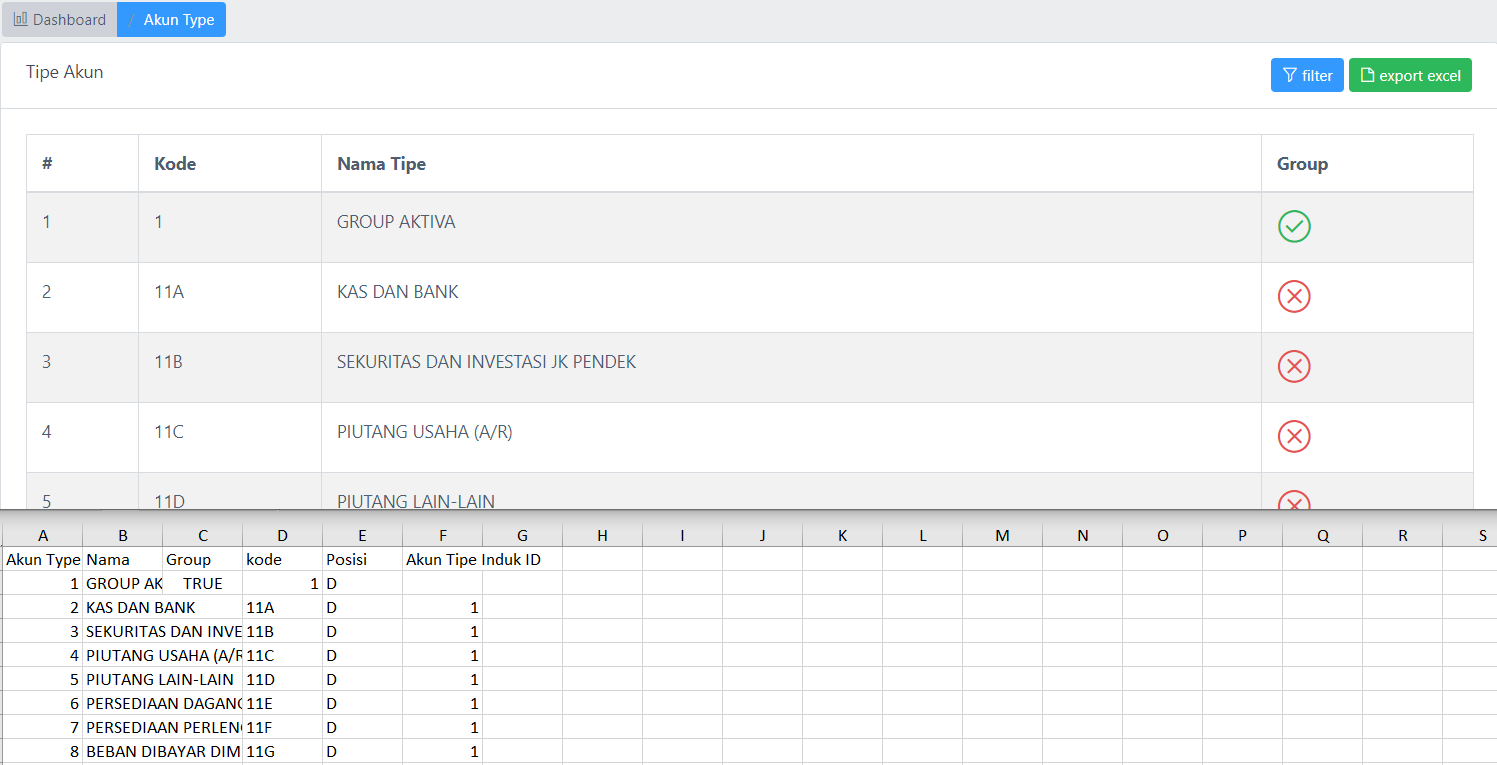 Dashboard / Akun Type
Tipe Akun
filter export excel
# Kode Nama Tipe Group
1 1 GROUP AKTIVA
2 11A KAS DAN BANK
3 11B SEKURITAS DAN INVESTASI JK PENDEK
4 11C PIUTANG USAHA (A/R)
5 11D PIUTANG LAIN-LAIN
A B C D E F G H I J K L M N O P Q R S
Akun Type Nama Group kode Posisi Akun Tipe Induk ID
1 GROUP AK TRUE 1 D
2 KAS DAN BANK 11A D 1
3 SEKURITAS DAN INVE 11B D 1
4 PIUTANG USAHA (A/R 11C D 1
5 PIUTANG LAIN-LAIN 11D D 1
6 PERSEDIAAN DAGANG 11E D 1
7 PERSEDIAAN PERLEN 11F D 1
8 BEBAN DIBAYAR DIM 11G D 1